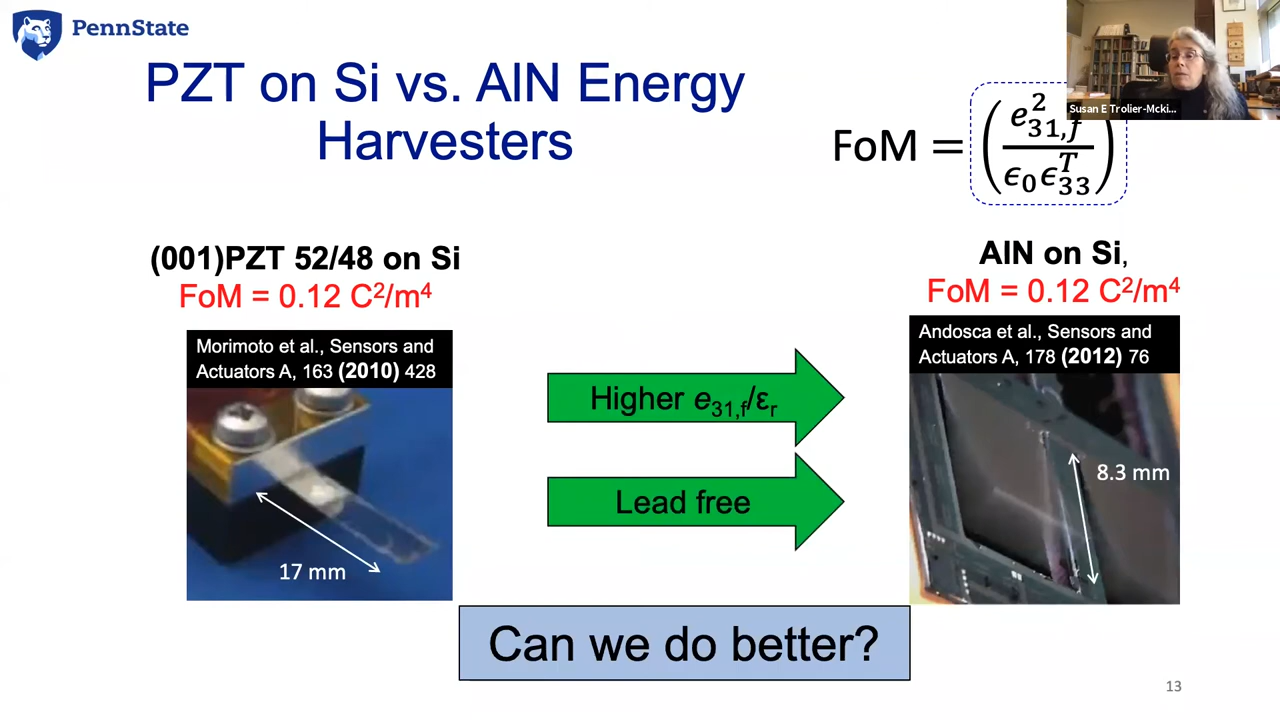 PennState
PZT on Si vs. AlN Energy
Harvesters
Susan E Trolier-Mcki...
FoM = (e²₃₁,f / ϵ₀ϵᵀ₃₃)
(001)PZT 52/48 on Si
FoM = 0.12 C²/m⁴
AlN on Si,
FoM = 0.12 C²/m⁴
Morimoto et al., Sensors and
Actuators A, 163 (2010) 428
17 mm
Higher e₃₁,f/εᵣ
Lead free
Andosca et al., Sensors and
Actuators A, 178 (2012) 76
8.3 mm
Can we do better?
13